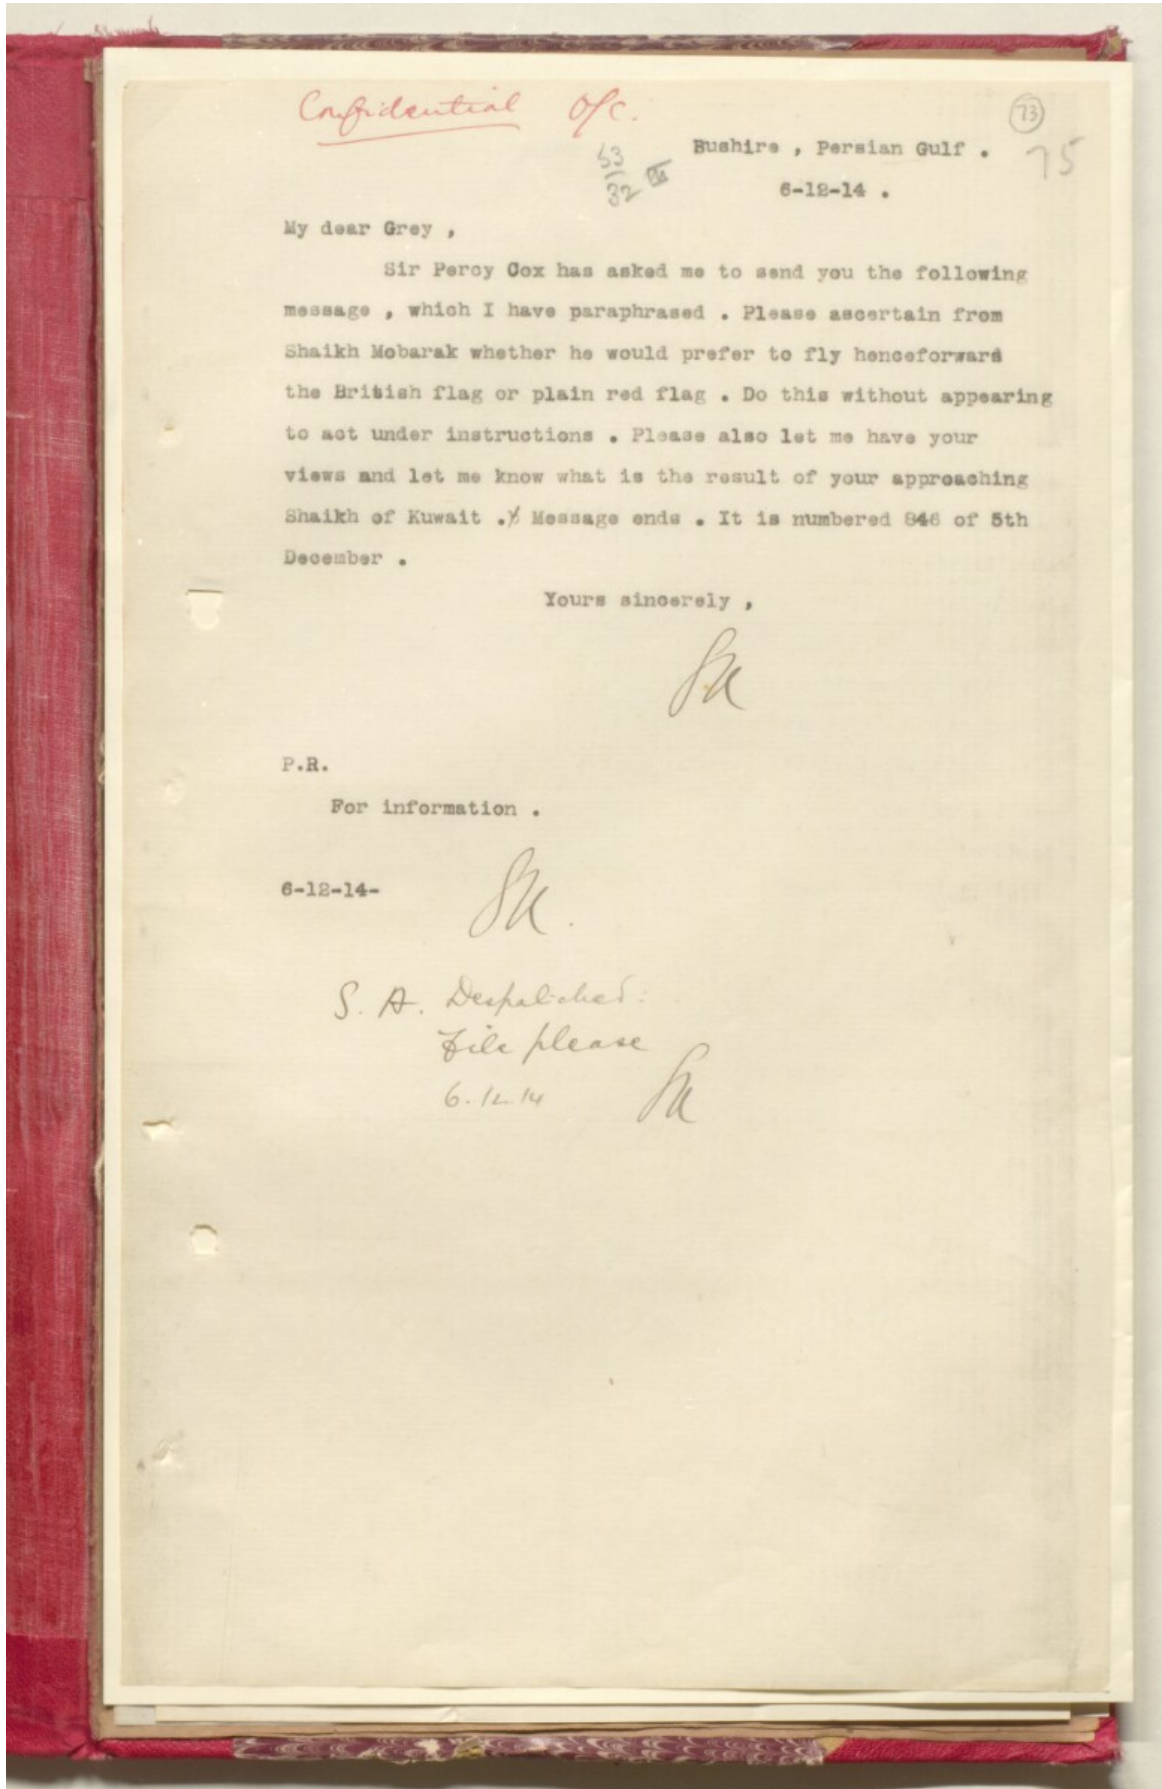 Confidential O/C.
73
75
53
32
Bushire , Persian Gulf .
6-12-14 .
My dear Grey ,
Sir Percy Cox has asked me to send you the following
message , which I have paraphrased . Please ascertain from
Shaikh Mobarak whether he would prefer to fly henceforward
the British flag or plain red flag . Do this without appearing
to act under instructions . Please also let me have your
views and let me know what is the result of your approaching
Shaikh of Kuwait . Message ends . It is numbered 846 of 5th
December .
Yours sincerely ,
P.R.
For information .
6-12-14-
S. A. Despatched.
File please
6.12.14